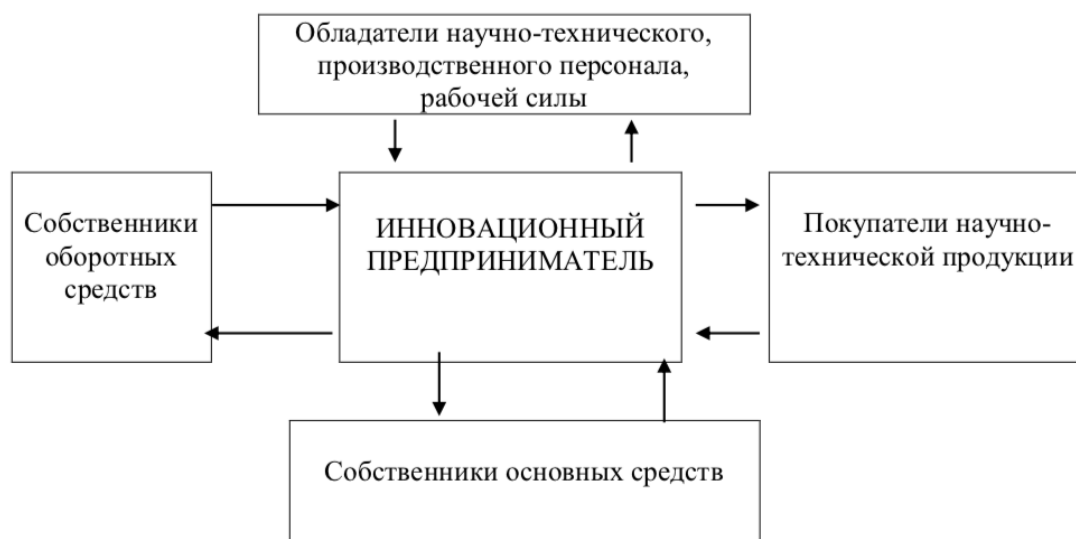 Обладатели научно-технического,
производственного персонала,
рабочей силы
Собственники
оборотных
средств
ИННОВАЦИОННЫЙ
ПРЕДПРИНИМАТЕЛЬ
Покупатели научно-
технической продукции
Собственники основных средств